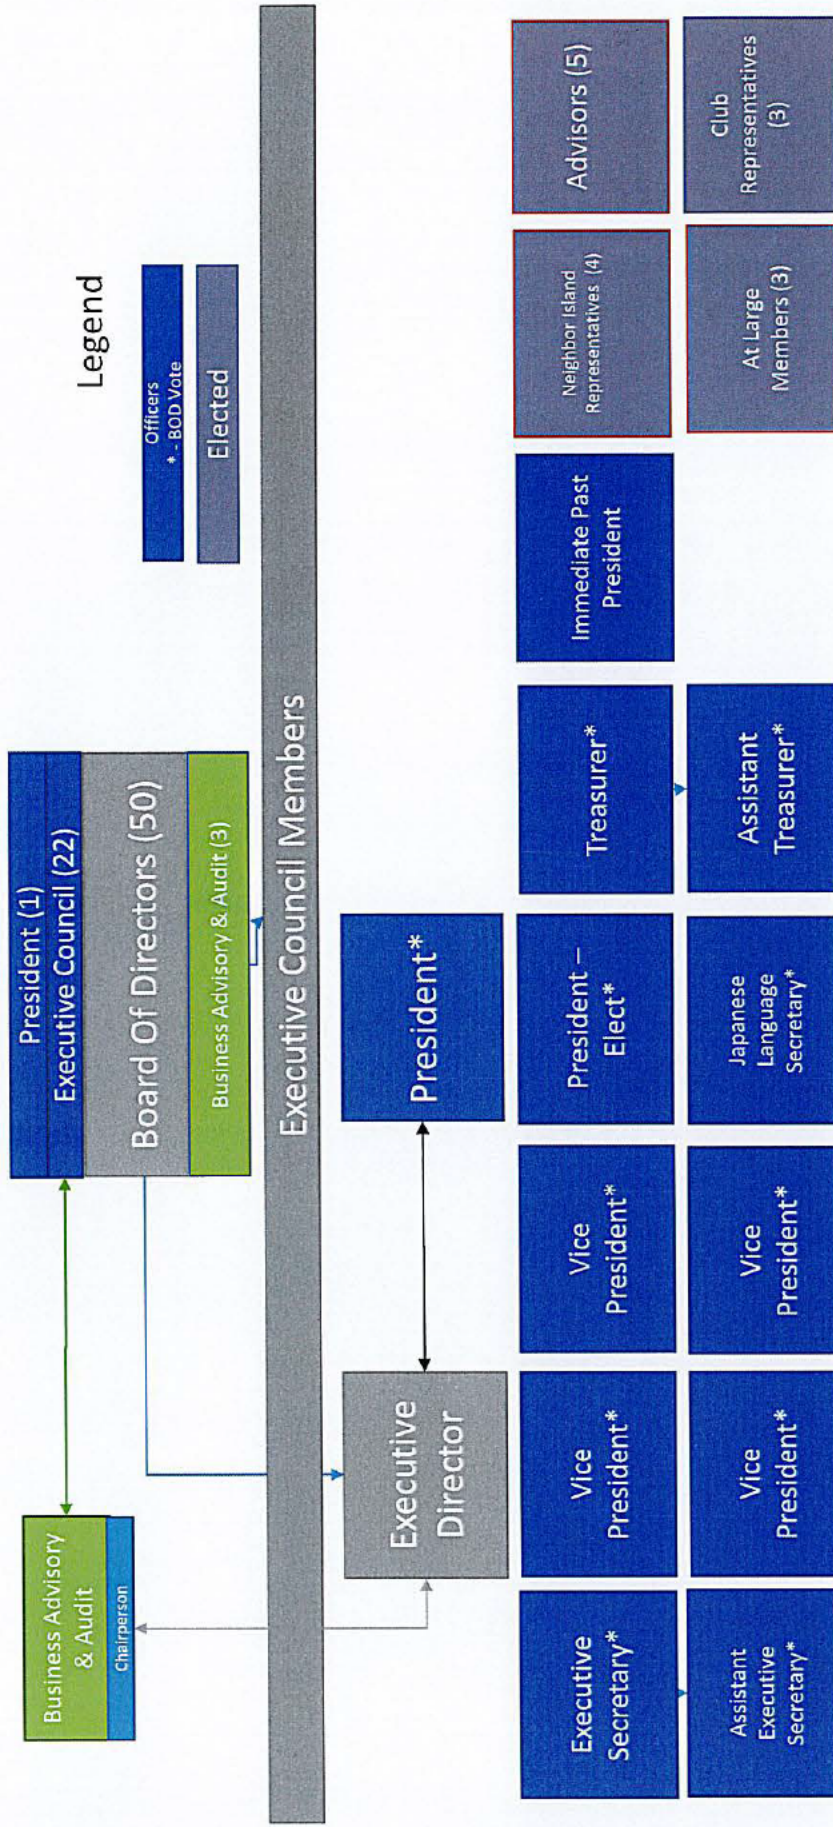 Business Advisory
& Audit
Chairperson
President (1)
Executive Council (22)
Board Of Directors (50)
Business Advisory & Audit (3)
Legend
Officers
* - BOD Vote
Elected
Executive Council Members
Executive
Director
President*
Executive
Secretary*
Vice
President*
Vice
President*
President –
Elect*
Treasurer*
Immediate Past
President
Neighbor Island
Representatives (4)
Advisors (5)
Assistant
Executive
Secretary*
Vice
President*
Vice
President*
Japanese
Language
Secretary*
Assistant
Treasurer*
At Large
Members (3)
Club
Representatives
(3)